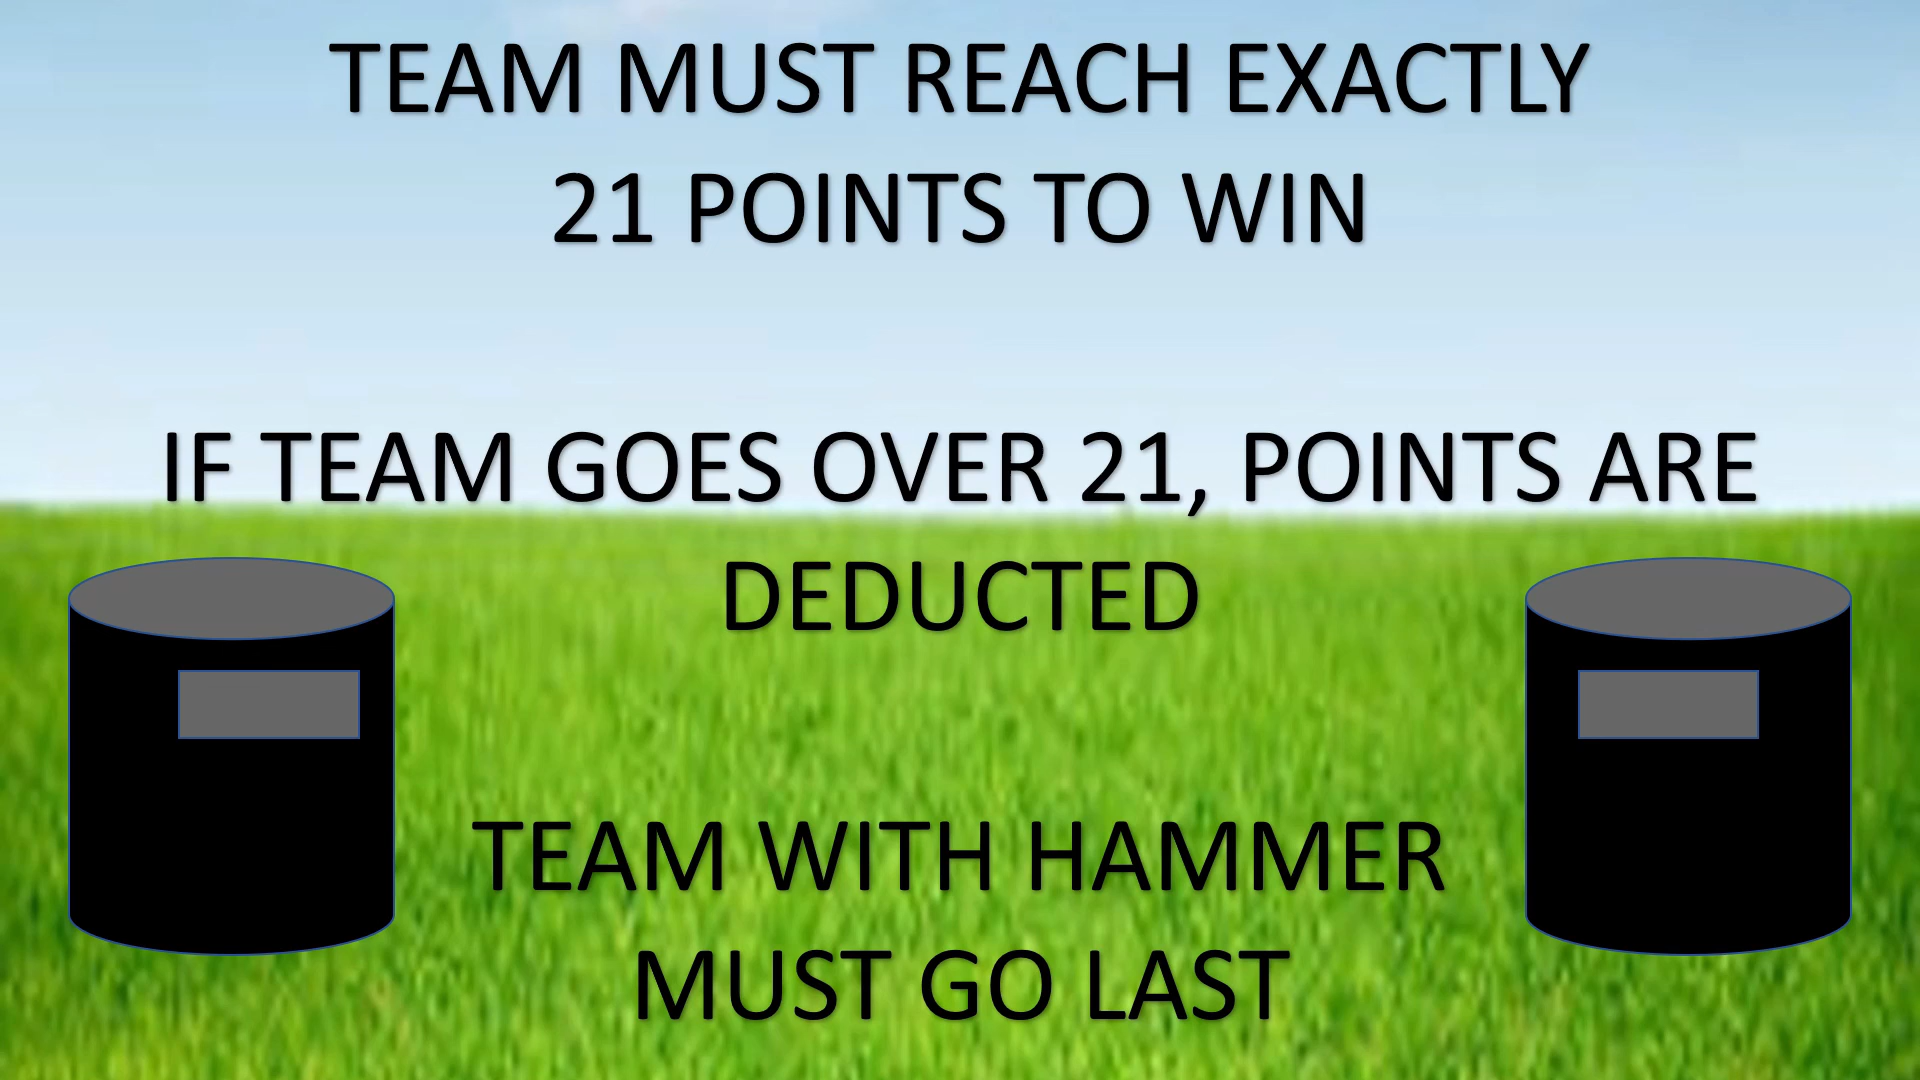 TEAM MUST REACH EXACTLY
21 POINTS TO WIN
IF TEAM GOES OVER 21, POINTS ARE
DEDUCTED
TEAM WITH HAMMER
MUST GO LAST